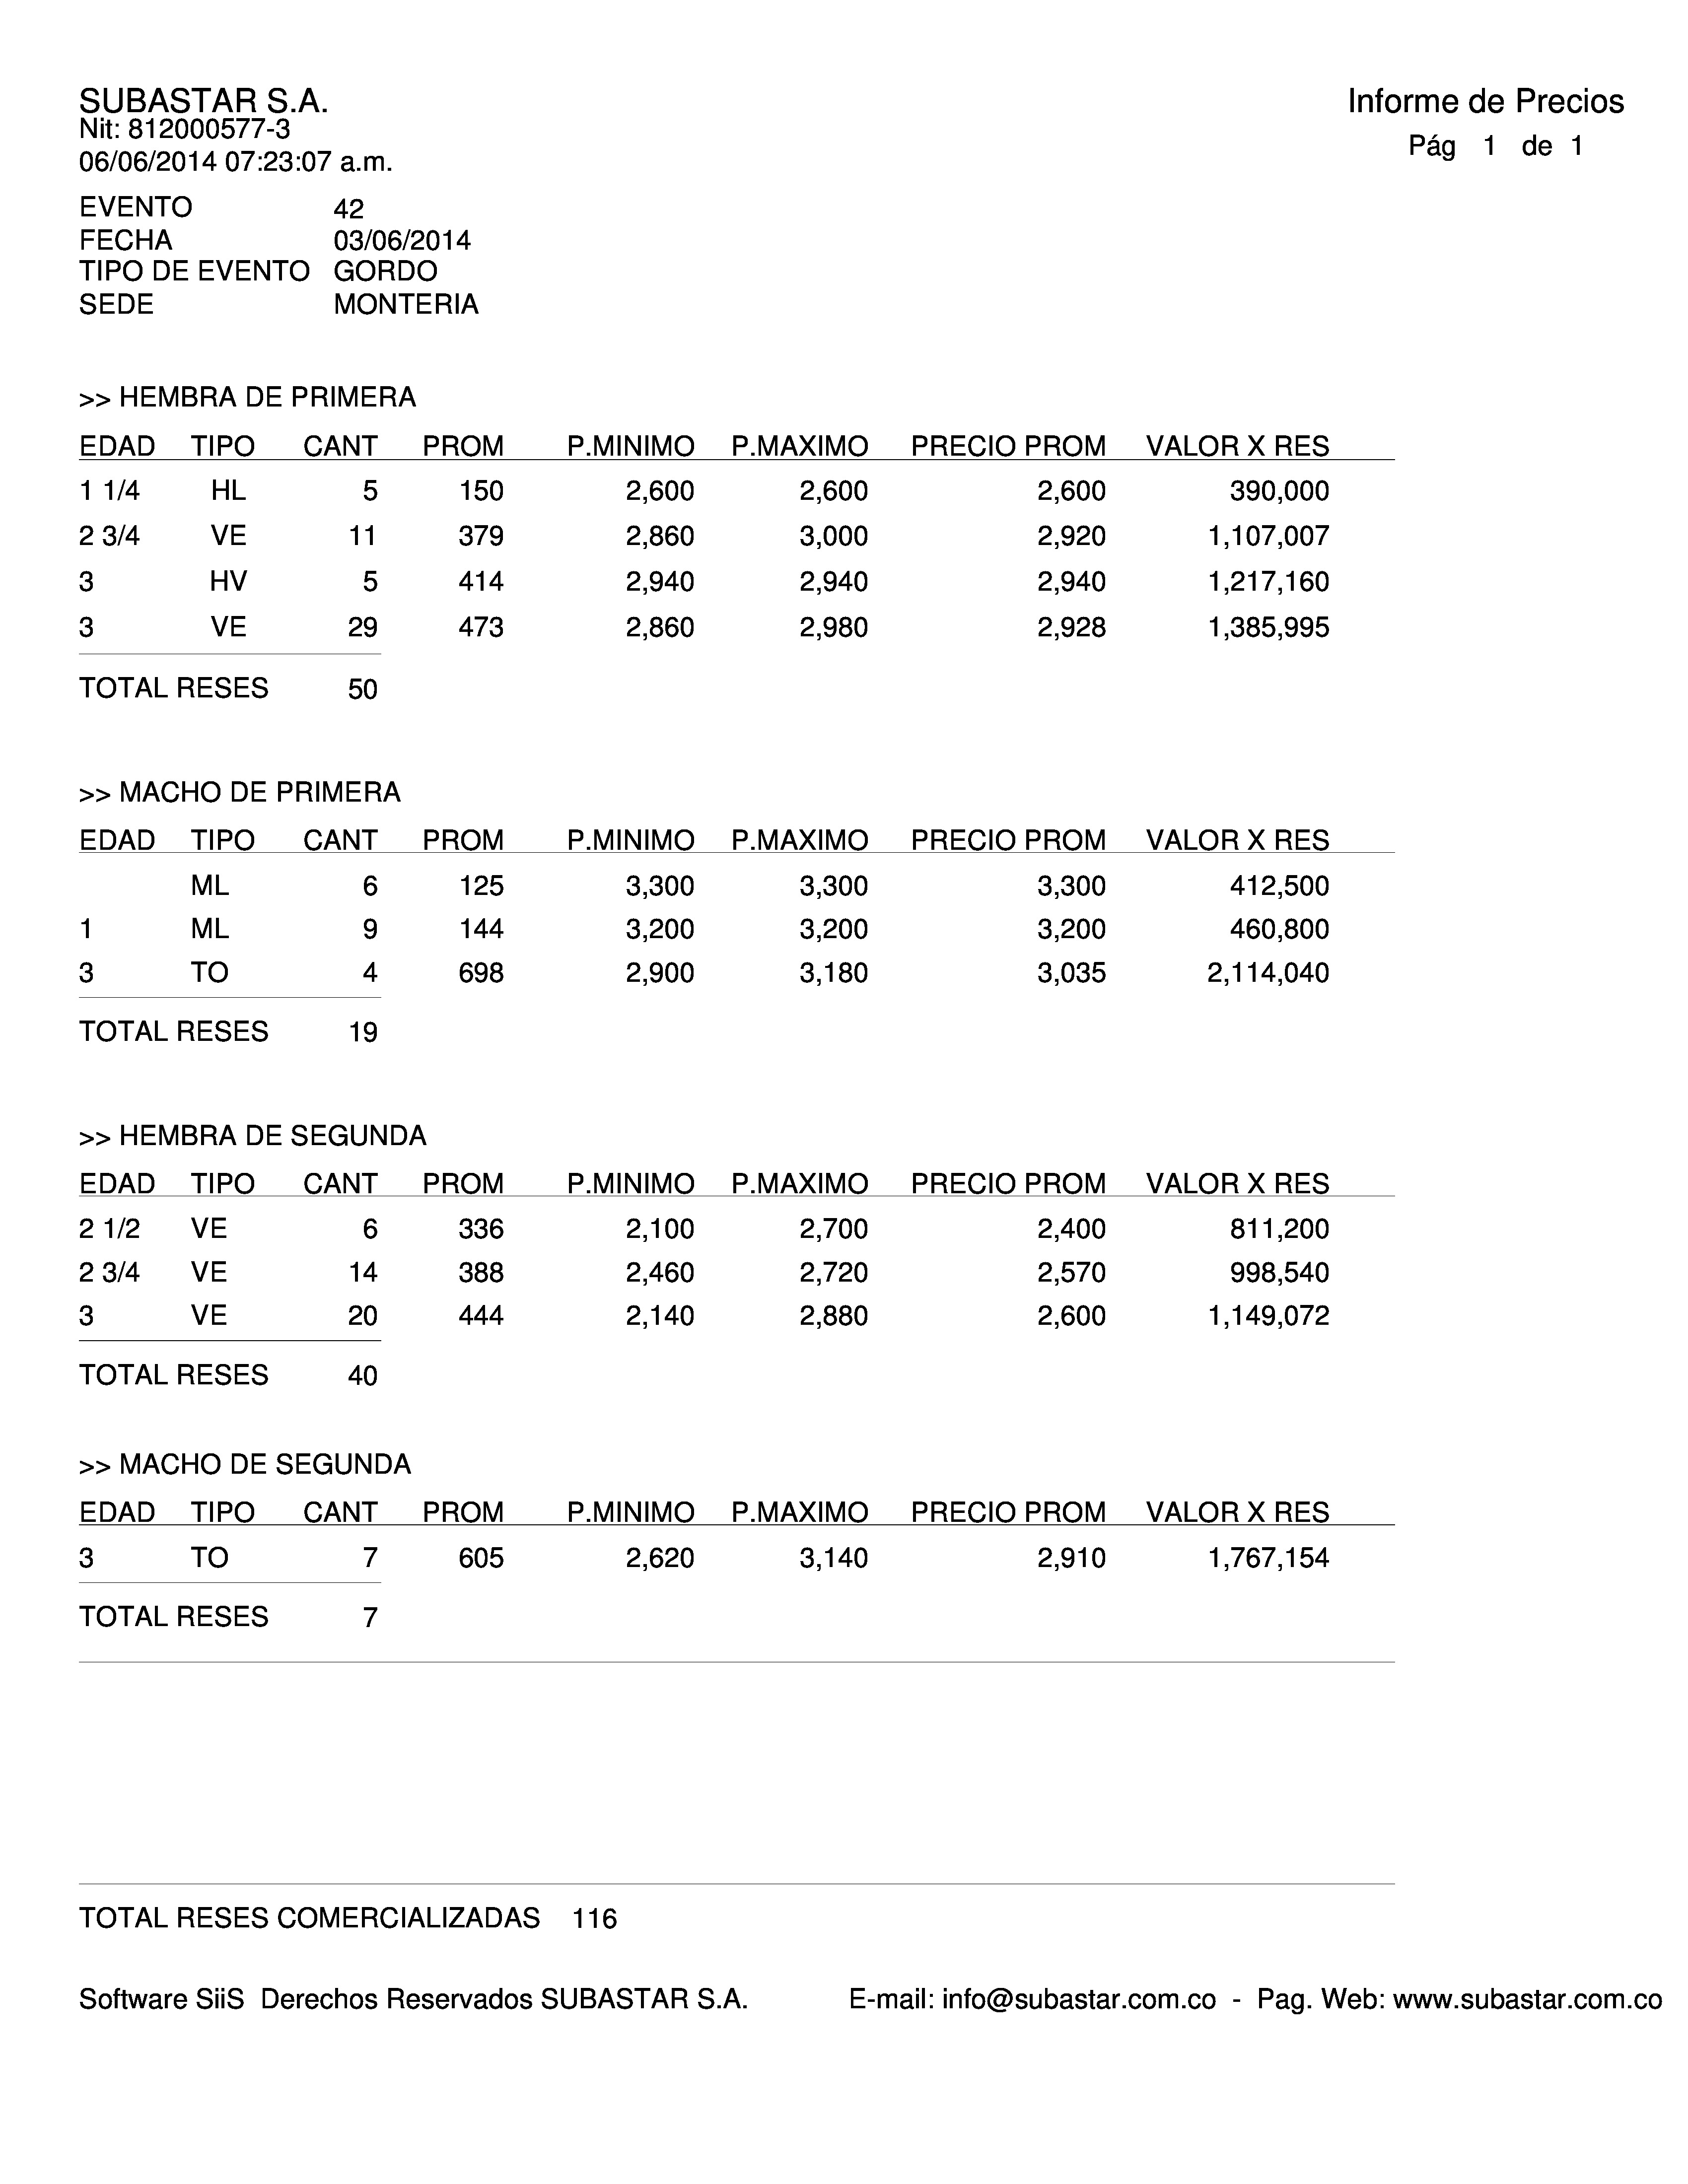 SUBASTAR S.A. Informe de Precios
Nit: 812000577-3
Pág 1 de 1
06/06/2014 07:23:07 a.m.
EVENTO 42
FECHA 03/06/2014
TIPO DE EVENTO GORDO
SEDE MONTERIA
>> HEMBRA DE PRIMERA
EDAD TIPO CANT PROM P.MINIMO P.MAXIMO PRECIO PROM VALOR X RES
1 1/4 HL 5 150 2,600 2,600 2,600 390,000
2 3/4 VE 11 379 2,860 3,000 2,920 1,107,007
3 HV 5 414 2,940 2,940 2,940 1,217,160
3 VE 29 473 2,860 2,980 2,928 1,385,995
TOTAL RESES 50
>> MACHO DE PRIMERA
EDAD TIPO CANT PROM P.MINIMO P.MAXIMO PRECIO PROM VALOR X RES
ML 6 125 3,300 3,300 3,300 412,500
1 ML 9 144 3,200 3,200 3,200 460,800
3 TO 4 698 2,900 3,180 3,035 2,114,040
TOTAL RESES 19
>> HEMBRA DE SEGUNDA
EDAD TIPO CANT PROM P.MINIMO P.MAXIMO PRECIO PROM VALOR X RES
2 1/2 VE 6 336 2,100 2,700 2,400 811,200
2 3/4 VE 14 388 2,460 2,720 2,570 998,540
3 VE 20 444 2,140 2,880 2,600 1,149,072
TOTAL RESES 40
>> MACHO DE SEGUNDA
EDAD TIPO CANT PROM P.MINIMO P.MAXIMO PRECIO PROM VALOR X RES
3 TO 7 605 2,620 3,140 2,910 1,767,154
TOTAL RESES 7
TOTAL RESES COMERCIALIZADAS 116
Software SiiS Derechos Reservados SUBASTAR S.A. E-mail: info@subastar.com.co - Pag. Web: www.subastar.com.co